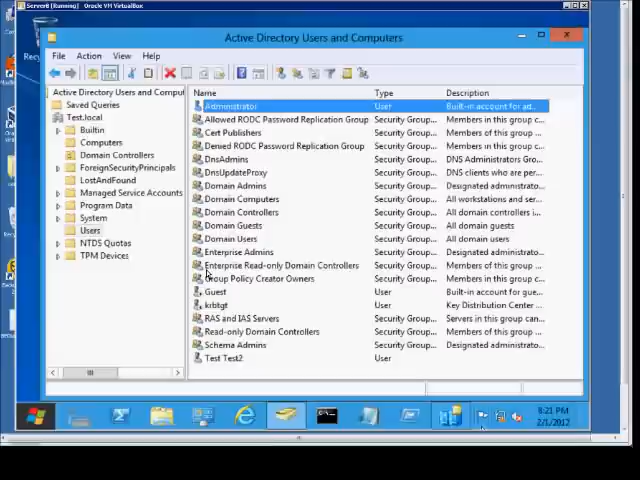 Server8 [Running] - Oracle VM VirtualBox
Active Directory Users and Computers
File Action View Help
Active Directory Users and Comput
Saved Queries
Test.local
Builtin
Computers
Domain Controllers
ForeignSecurityPrincipals
LostAndFound
Managed Service Accounts
Program Data
System
Users
NTDS Quotas
TPM Devices
Name Type Description
Administrator User Built-in account for ad...
Allowed RODC Password Replication Group Security Group... Members in this group c...
Cert Publishers Security Group... Members of this group ...
Denied RODC Password Replication Group Security Group... Members in this group c...
DnsAdmins Security Group... DNS Administrators Gro...
DnsUpdateProxy Security Group... DNS clients who are per...
Domain Admins Security Group... Designated administrato...
Domain Computers Security Group... All workstations and ser...
Domain Controllers Security Group... All domain controllers i...
Domain Guests Security Group... All domain guests
Domain Users Security Group... All domain users
Enterprise Admins Security Group... Designated administrato...
Enterprise Read-only Domain Controllers Security Group... Members of this group ...
Group Policy Creator Owners Security Group... Members in this group c...
Guest User Built-in account for gue...
krbtgt User Key Distribution Center ...
RAS and IAS Servers Security Group... Servers in this group can...
Read-only Domain Controllers Security Group... Members of this group ...
Schema Admins Security Group... Designated administrato...
Test Test2 User
8:21 PM
2/1/2012